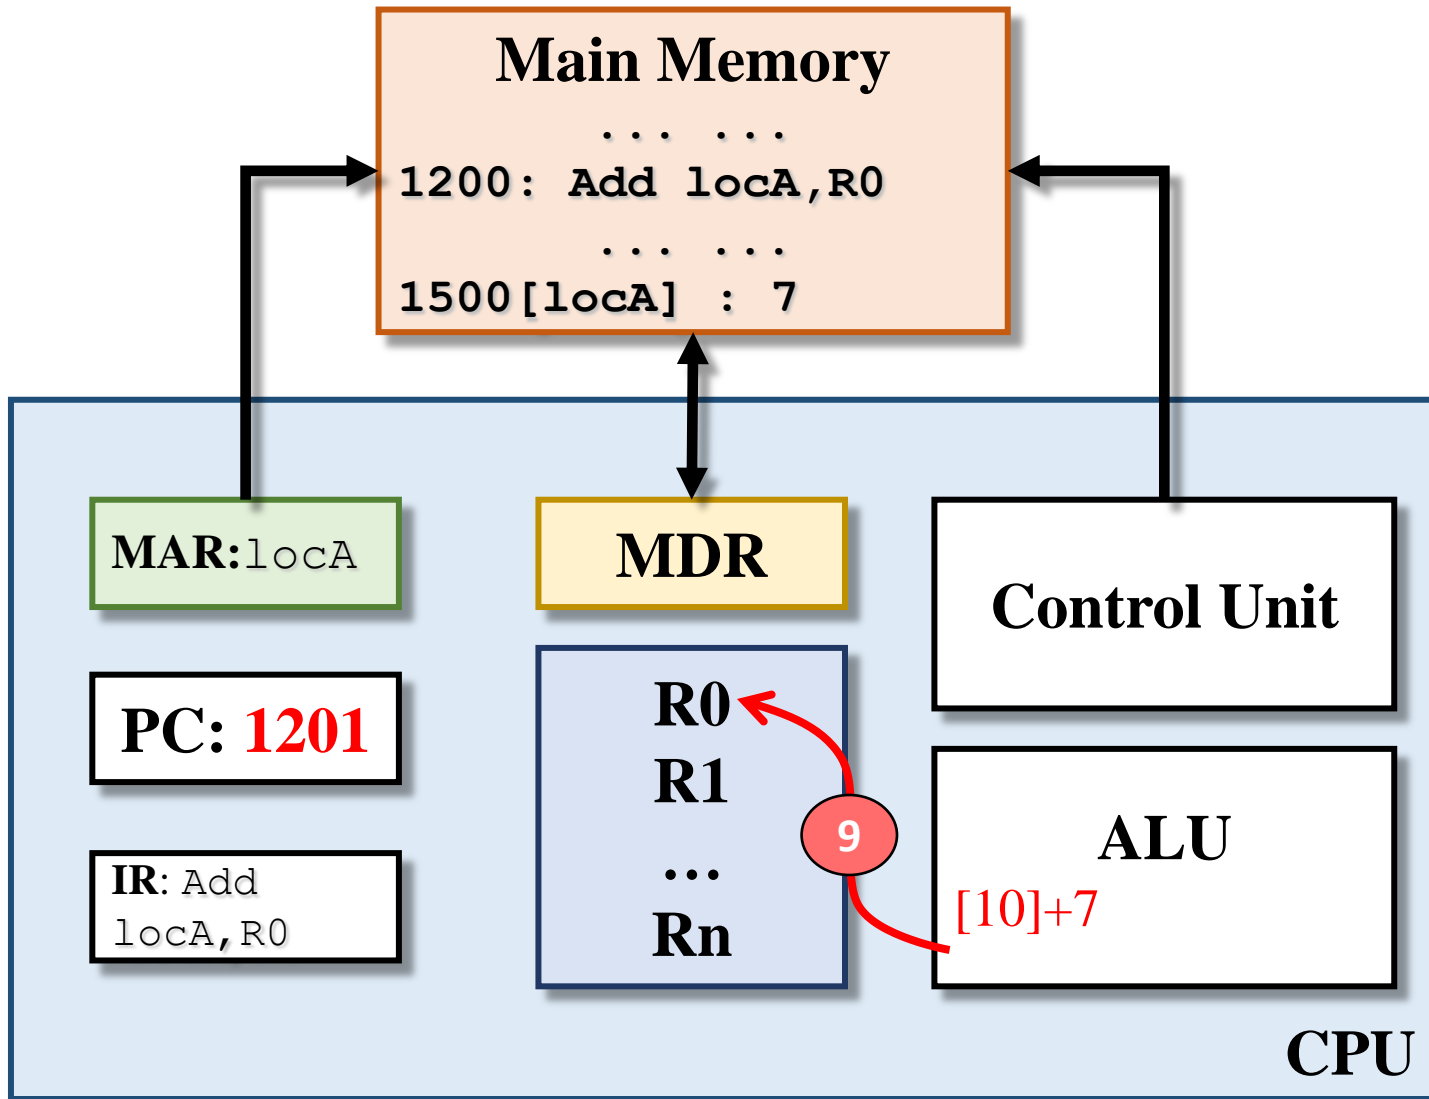 Main Memory
... ...
1200: Add locA,R0
... ...
1500[locA] : 7
MAR:locA
MDR
Control Unit
PC: 1201
R0
R1
...
Rn
9
ALU
[10]+7
IR: Add
locA,R0
CPU